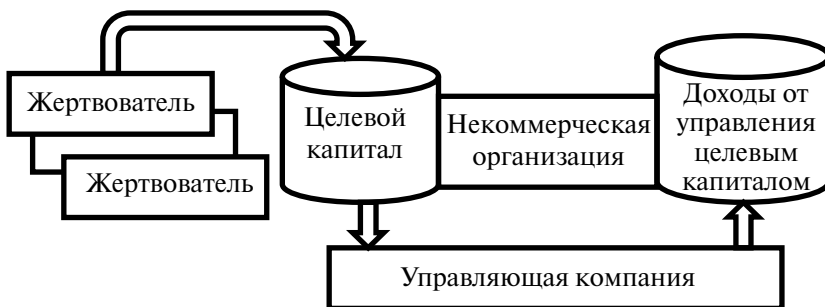 Жертвователь
Жертвователь
Целевой
капитал
Некоммерческая
организация
Доходы от
управления
целевым
капиталом
Управляющая компания